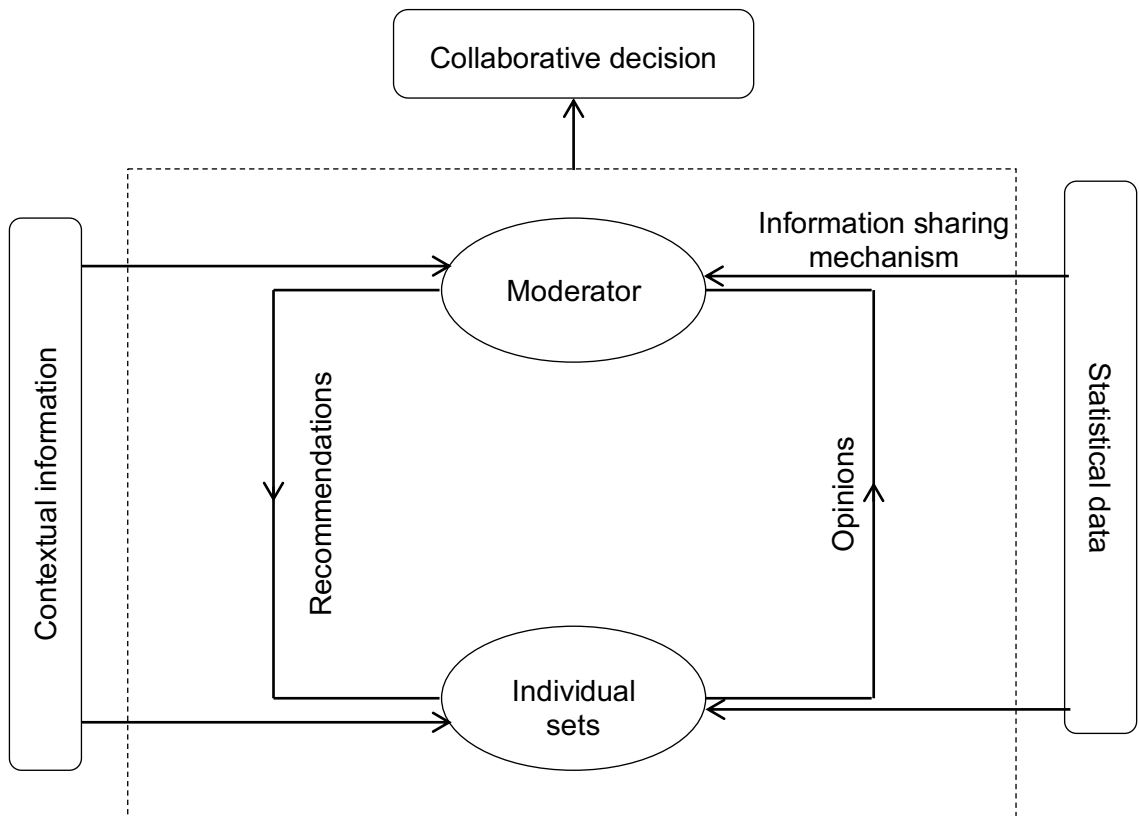 Collaborative decision
Information sharing
mechanism
Moderator
Contextual information
Recommendations
Opinions
Statistical data
Individual
sets